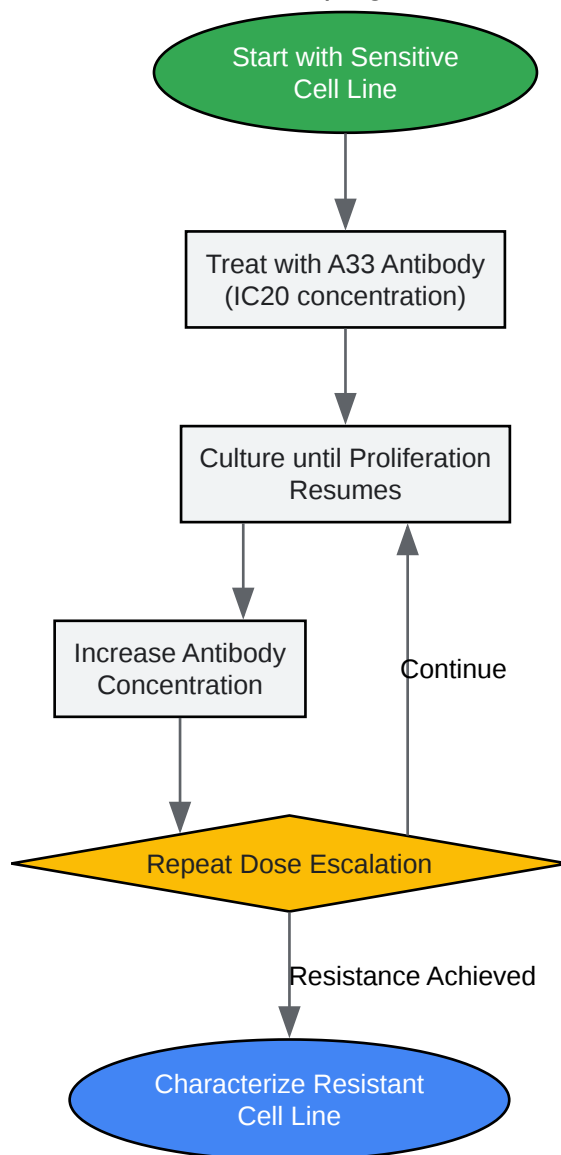 Start with Sensitive
Cell Line
Treat with A33 Antibody
(IC20 concentration)
Culture until Proliferation
Resumes
Increase Antibody
Concentration
Continue
Repeat Dose Escalation
Resistance Achieved
Characterize Resistant
Cell Line